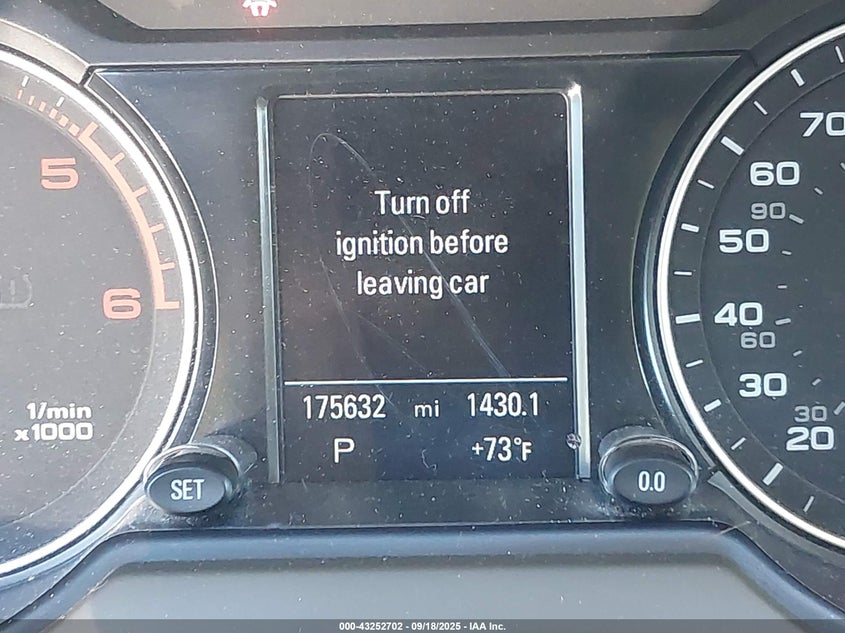 5
6
1/min
x1000
SET
Turn off
ignition before
leaving car
175632 mi 1430.1
P +73°F
0.0
70
60
90
50
40
60
30
30
20
000-43252702 - 09/18/2025 - IAA Inc.